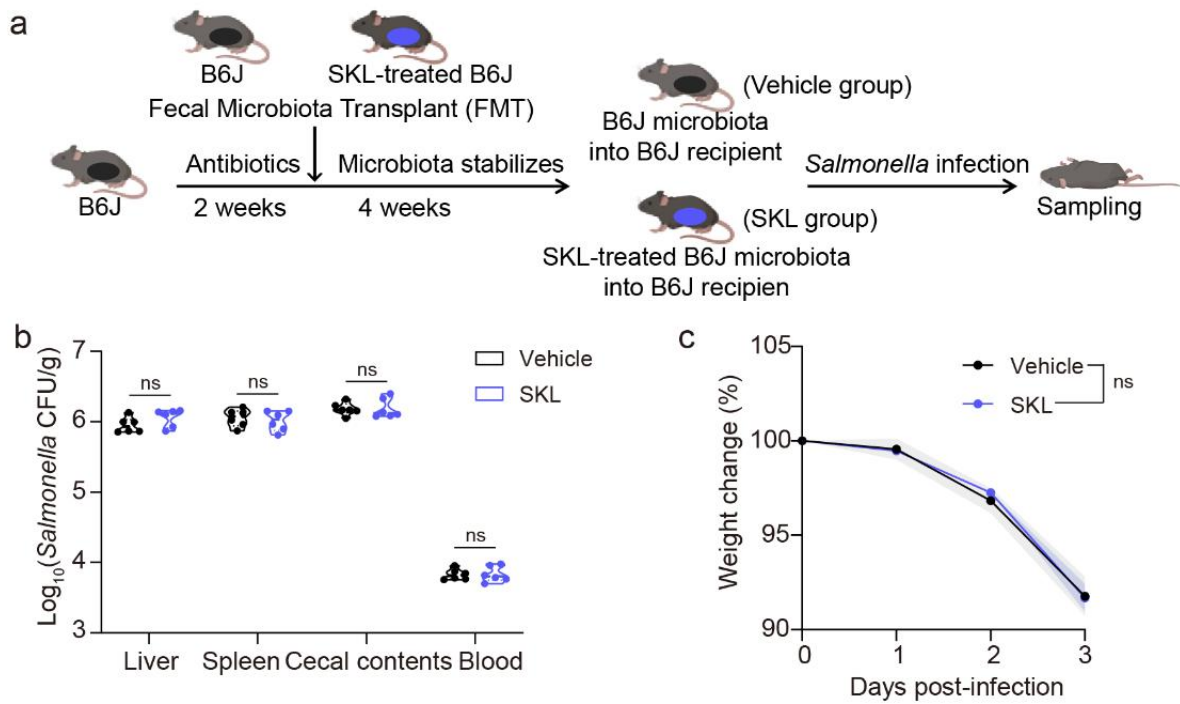 a
B6J
SKL-treated B6J
Fecal Microbiota Transplant (FMT)
B6J
Antibiotics
2 weeks
Microbiota stabilizes
4 weeks
(Vehicle group)
B6J microbiota
into B6J recipient
(SKL group)
SKL-treated B6J microbiota
into B6J recipien
Salmonella infection
Sampling
b
Log10(Salmonella CFU/g)
7
6
5
4
3
ns
ns
ns
ns
Vehicle
SKL
Liver
Spleen
Cecal contents
Blood
c
Weight change (%)
105
100
95
90
Vehicle
SKL
ns
0
1
2
3
Days post-infection